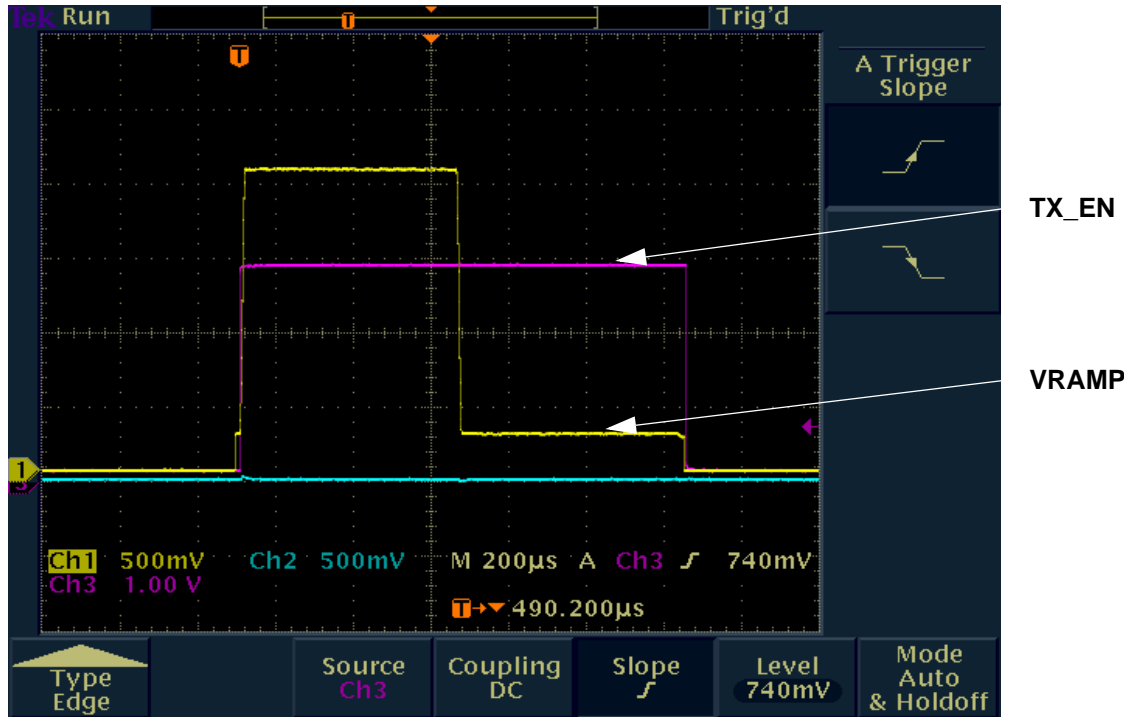 Tek Run Trig'd
T
T
A Trigger
Slope
TX_EN
VRAMP
1
Ch1 500mV Ch2 500mV M 200µs A Ch3 740mV
Ch3 1.00 V
T 490.200µs
Type
Edge
Source
Ch3
Coupling
DC
Slope
Level
740mV
Mode
Auto
& Holdoff